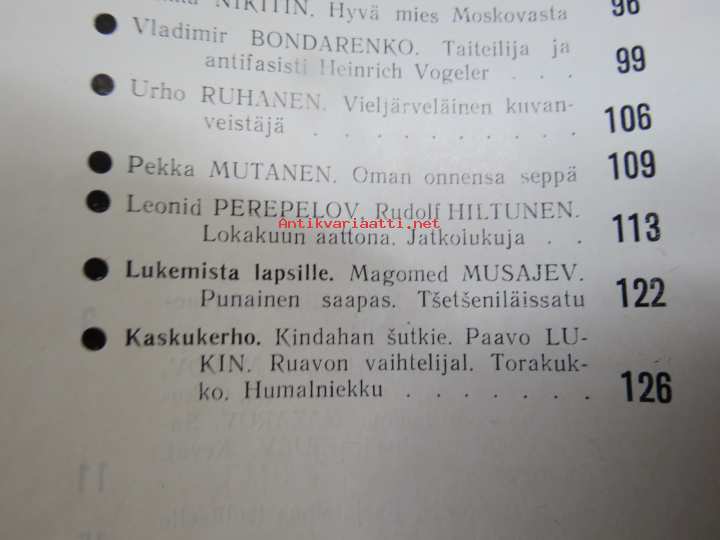 NIKITIN. Hyvä mies Moskovasta 96
● Vladimir BONDARENKO. Taiteilija ja
antifasisti Heinrich Vogeler . . . 99
● Urho RUHANEN. Vieljärveläinen kuvan-
veistäjä . . . . . . . . . 106
● Pekka MUTANEN. Oman onnensa seppä 109
● Leonid PEREPELOV, Rudolf HILTUNEN.
Antikvariaatti.net
Lokakuun aattona. Jatkolukuja . . 113
● Lukemista lapsille. Magomed MUSAJEV.
Punainen saapas. Tšetšeniläissatu 122
● Kaskukerho. Kindahan šutkie. Paavo LU-
KIN. Ruavon vaihtelijal. Torakuk-
ko. Humalniekku . . . . . . . 126
11